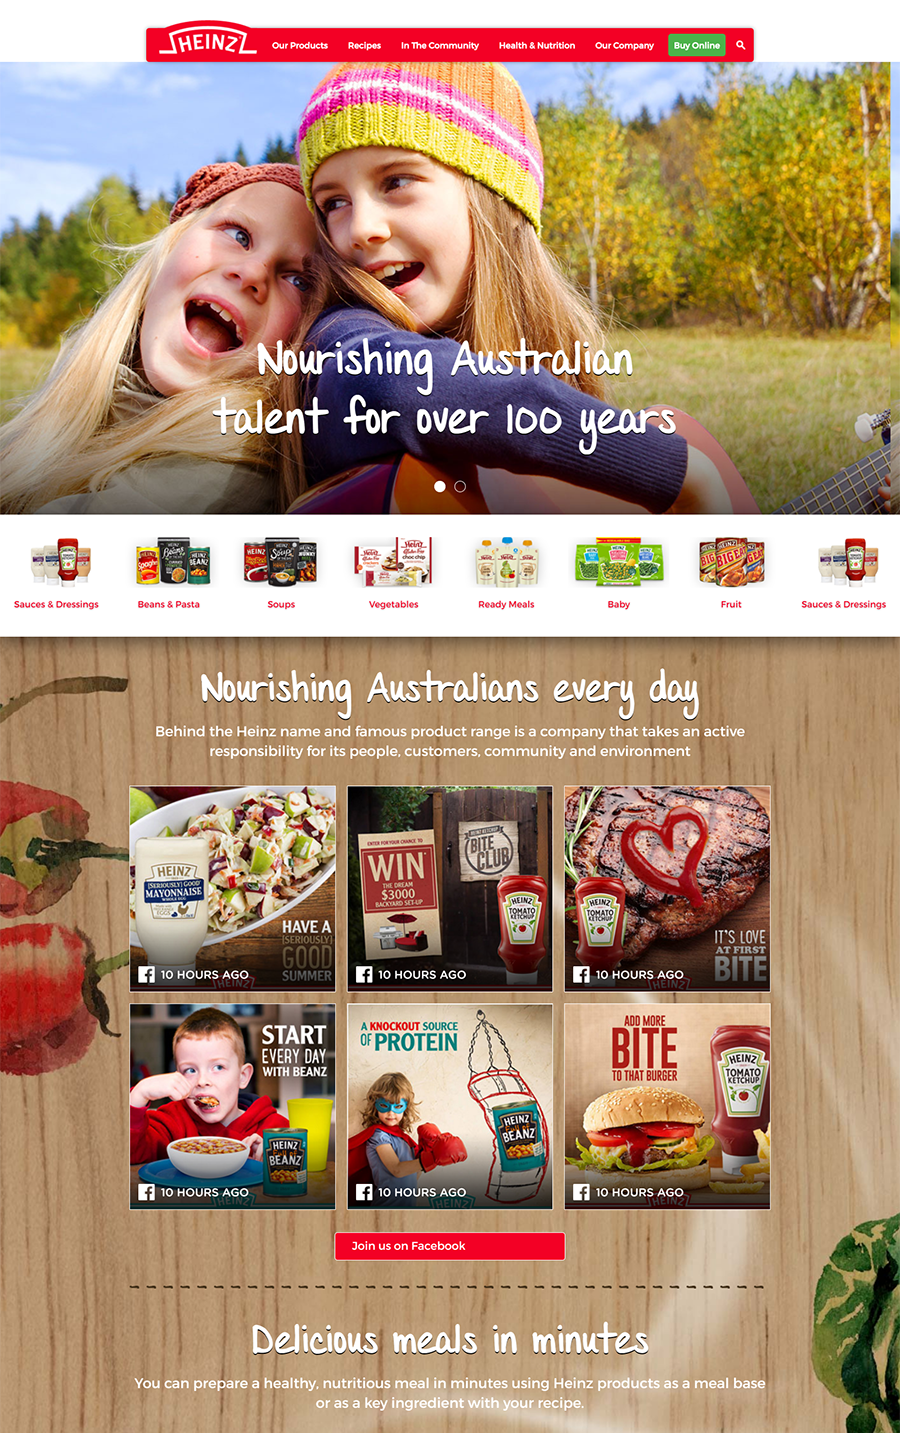 HEINZ
Our Products
Recipes
In The Community
Health & Nutrition
Our Company
Buy Online
Nourishing Australian
talent for over 100 years
Sauces & Dressings
Beans & Pasta
Soups
Vegetables
Ready Meals
Baby
Fruit
Sauces & Dressings
Nourishing Australians every day
Behind the Heinz name and famous product range is a company that takes an active
responsibility for its people, customers, community and environment
HEINZ
[SERIOUSLY] GOOD
MAYONNAISE
WHOLE EGG
HAVE A
[SERIOUSLY]
GOOD
SUMMER
10 HOURS AGO
ENTER FOR YOUR CHANCE TO
WIN
THE DREAM
$3000
BACKYARD SET-UP
HEINZ KETCHUP
BITE
CLUB
HEINZ
TOMATO
KETCHUP
10 HOURS AGO
HEINZ
TOMATO
KETCHUP
IT'S LOVE
AT FIRST
BITE
10 HOURS AGO
START
EVERY DAY
WITH BEANZ
HEINZ
BEANZ
10 HOURS AGO
A KNOCKOUT SOURCE
OF PROTEIN
HEINZ
BEANZ
10 HOURS AGO
ADD MORE
BITE
TO THAT BURGER
HEINZ
TOMATO
KETCHUP
10 HOURS AGO
Join us on Facebook
Delicious meals in minutes
You can prepare a healthy, nutritious meal in minutes using Heinz products as a meal base
or as a key ingredient with your recipe.